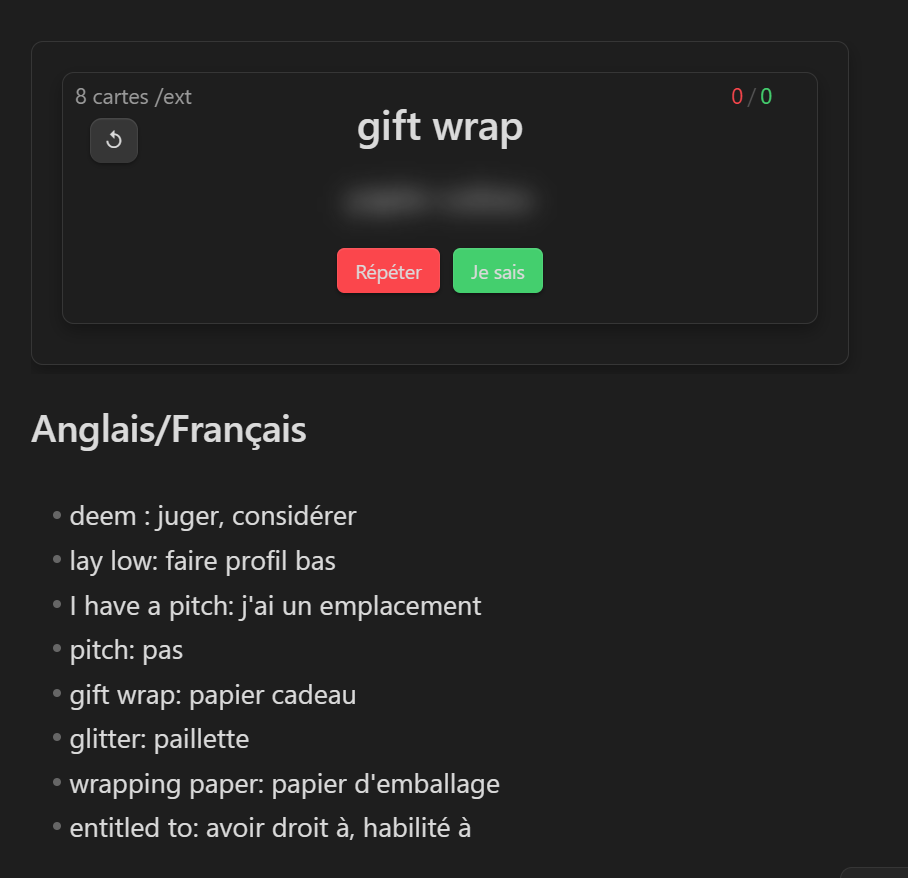 8 cartes /ext
0/0
gift wrap
Répéter
Je sais
Anglais/Français
deem : juger, considérer
lay low: faire profil bas
I have a pitch: j'ai un emplacement
pitch: pas
gift wrap: papier cadeau
glitter: paillette
wrapping paper: papier d'emballage
entitled to: avoir droit à, habilité à